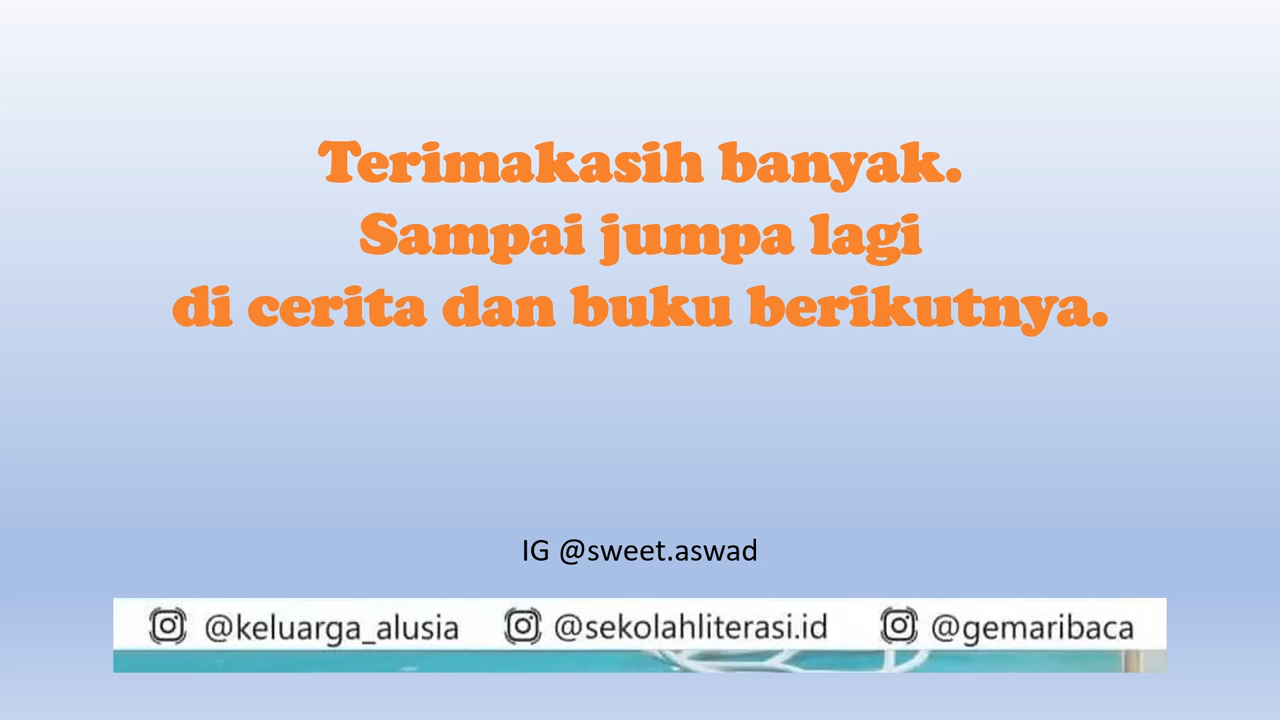 Terimakasih banyak.
Sampai jumpa lagi
di cerita dan buku berikutnya.
IG @sweet.aswad
@keluarga_alusia @sekolahliterasi.id @gemaribaca